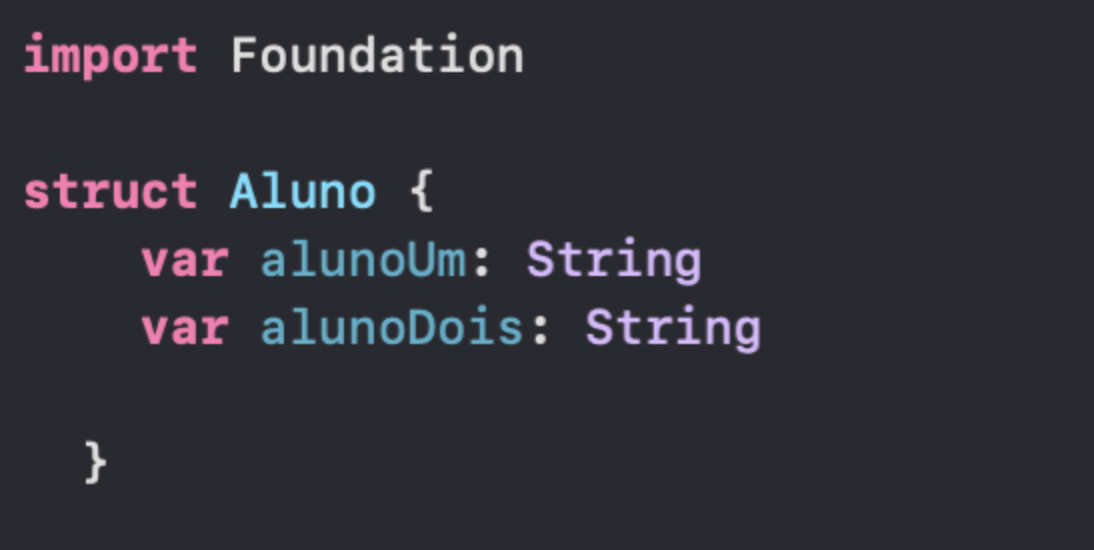 import Foundation
struct Aluno {
    var alunoUm: String
    var alunoDois: String
  }